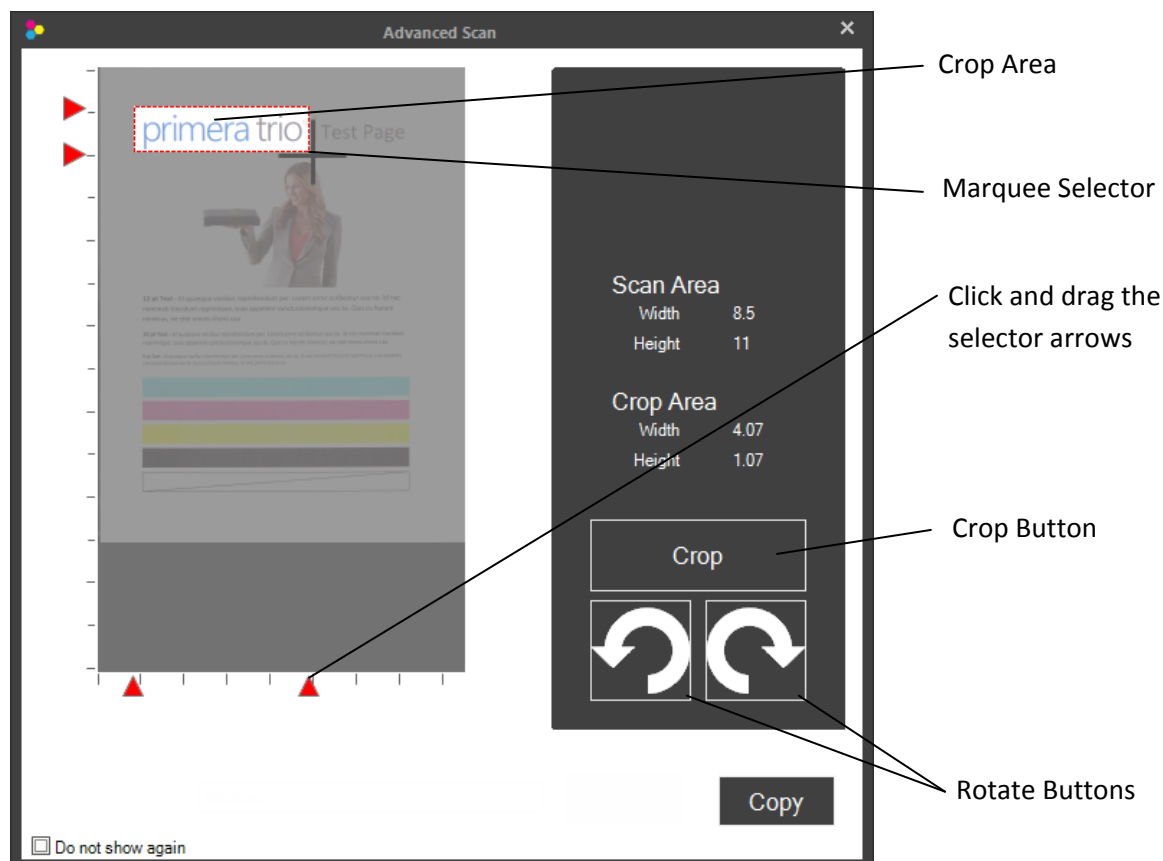 Advanced Scan
Crop Area
primera trio Test Page
Marquee Selector
Scan Area
Width 8.5
Height 11
Click and drag the
selector arrows
Crop Area
Width 4.07
Height 1.07
Crop
Crop Button
Rotate Buttons
Copy
Do not show again